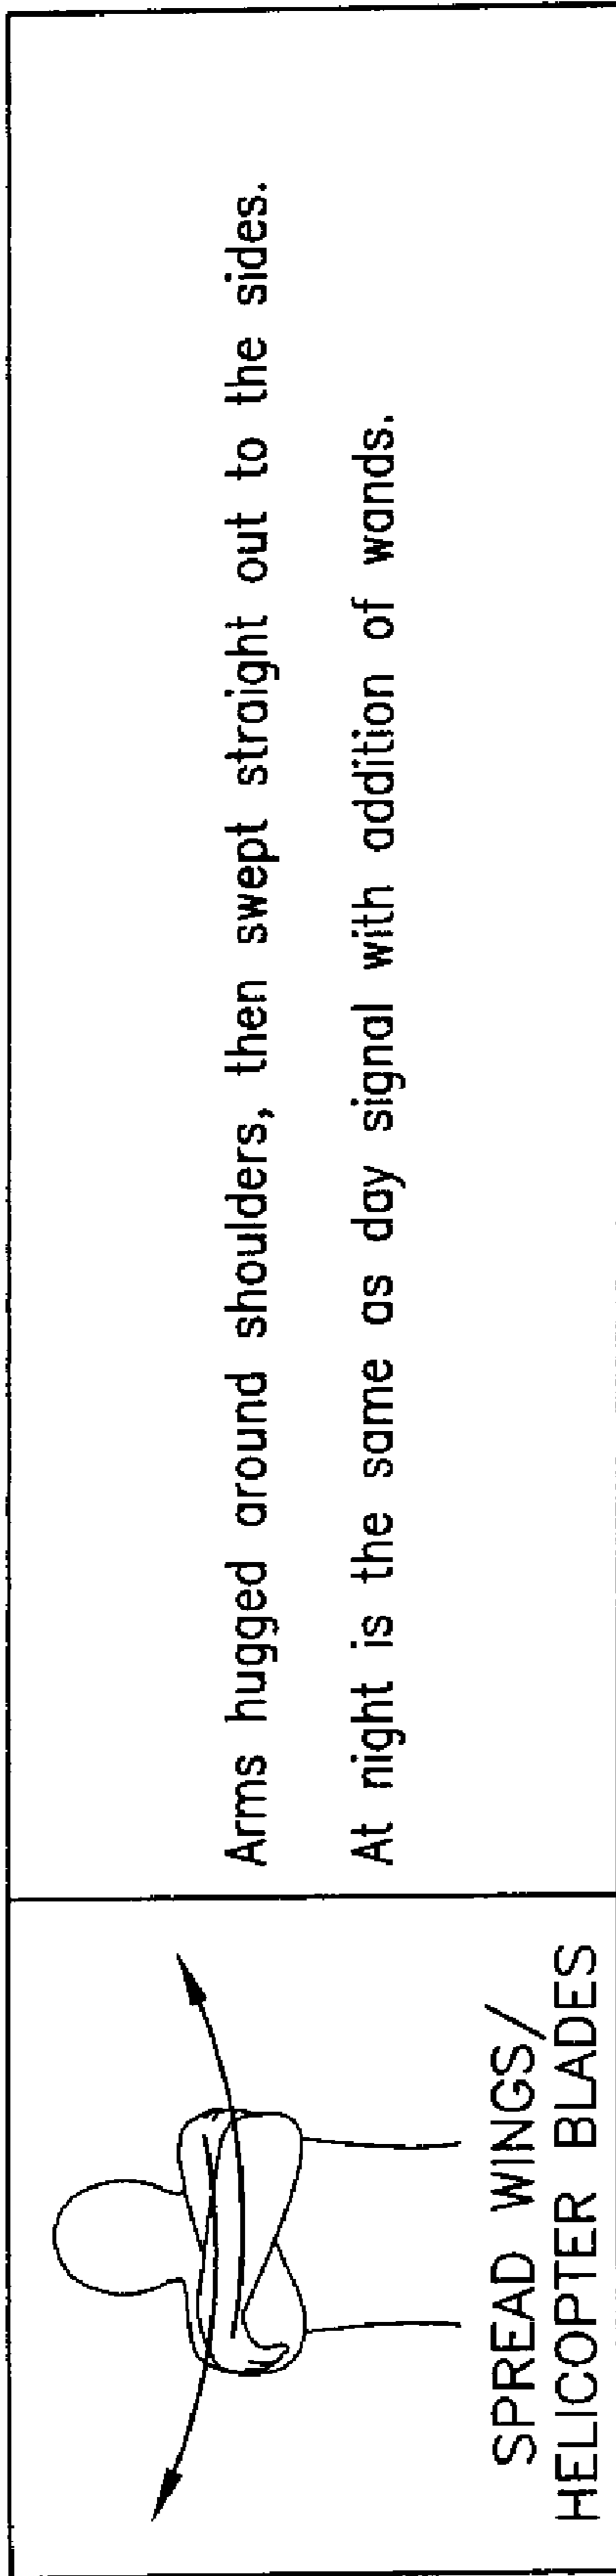 SPREAD WINGS/
HELICOPTER BLADES
Arms hugged around shoulders, then swept straight out to the sides.
At night is the same as day signal with addition of wands.